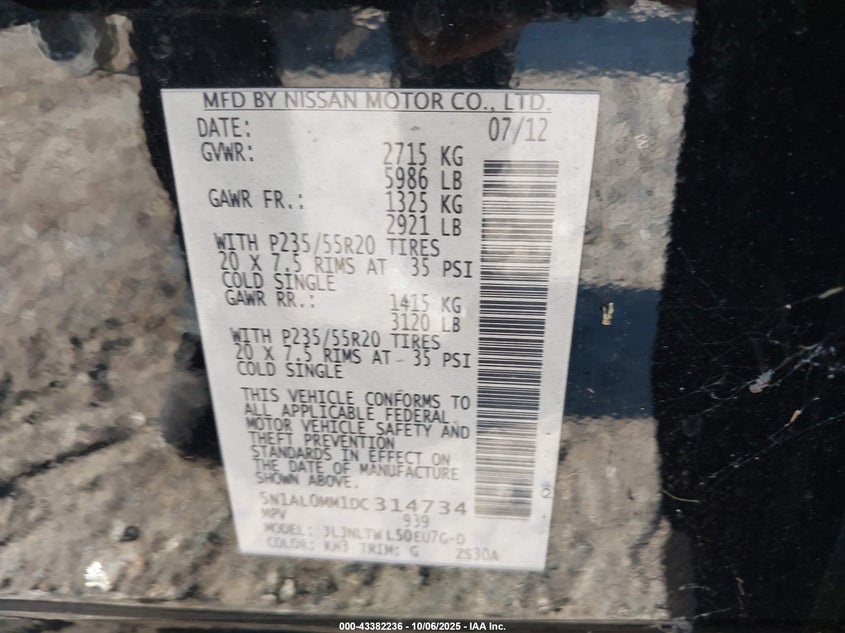 MFD BY NISSAN MOTOR CO., LTD.
DATE: 07/12
GVWR: 2715 KG
5986 LB
GAWR FR.: 1325 KG
2921 LB
WITH P235/55R20 TIRES
20 X 7.5 RIMS AT 35 PSI
COLD SINGLE
GAWR RR.: 1415 KG
3120 LB
WITH P235/55R20 TIRES
20 X 7.5 RIMS AT 35 PSI
COLD SINGLE
THIS VEHICLE CONFORMS TO
ALL APPLICABLE FEDERAL
MOTOR VEHICLE SAFETY AND
THEFT PREVENTION
STANDARDS IN EFFECT ON
THE DATE OF MANUFACTURE
SHOWN ABOVE.
5N1AL0MM1DC314734
MPV 939
MODEL: JL3NLTWL50EU7G-D
COLOR: KH3 TRIM: G ZS30A
000-43382236 - 10/06/2025 - IAA Inc.